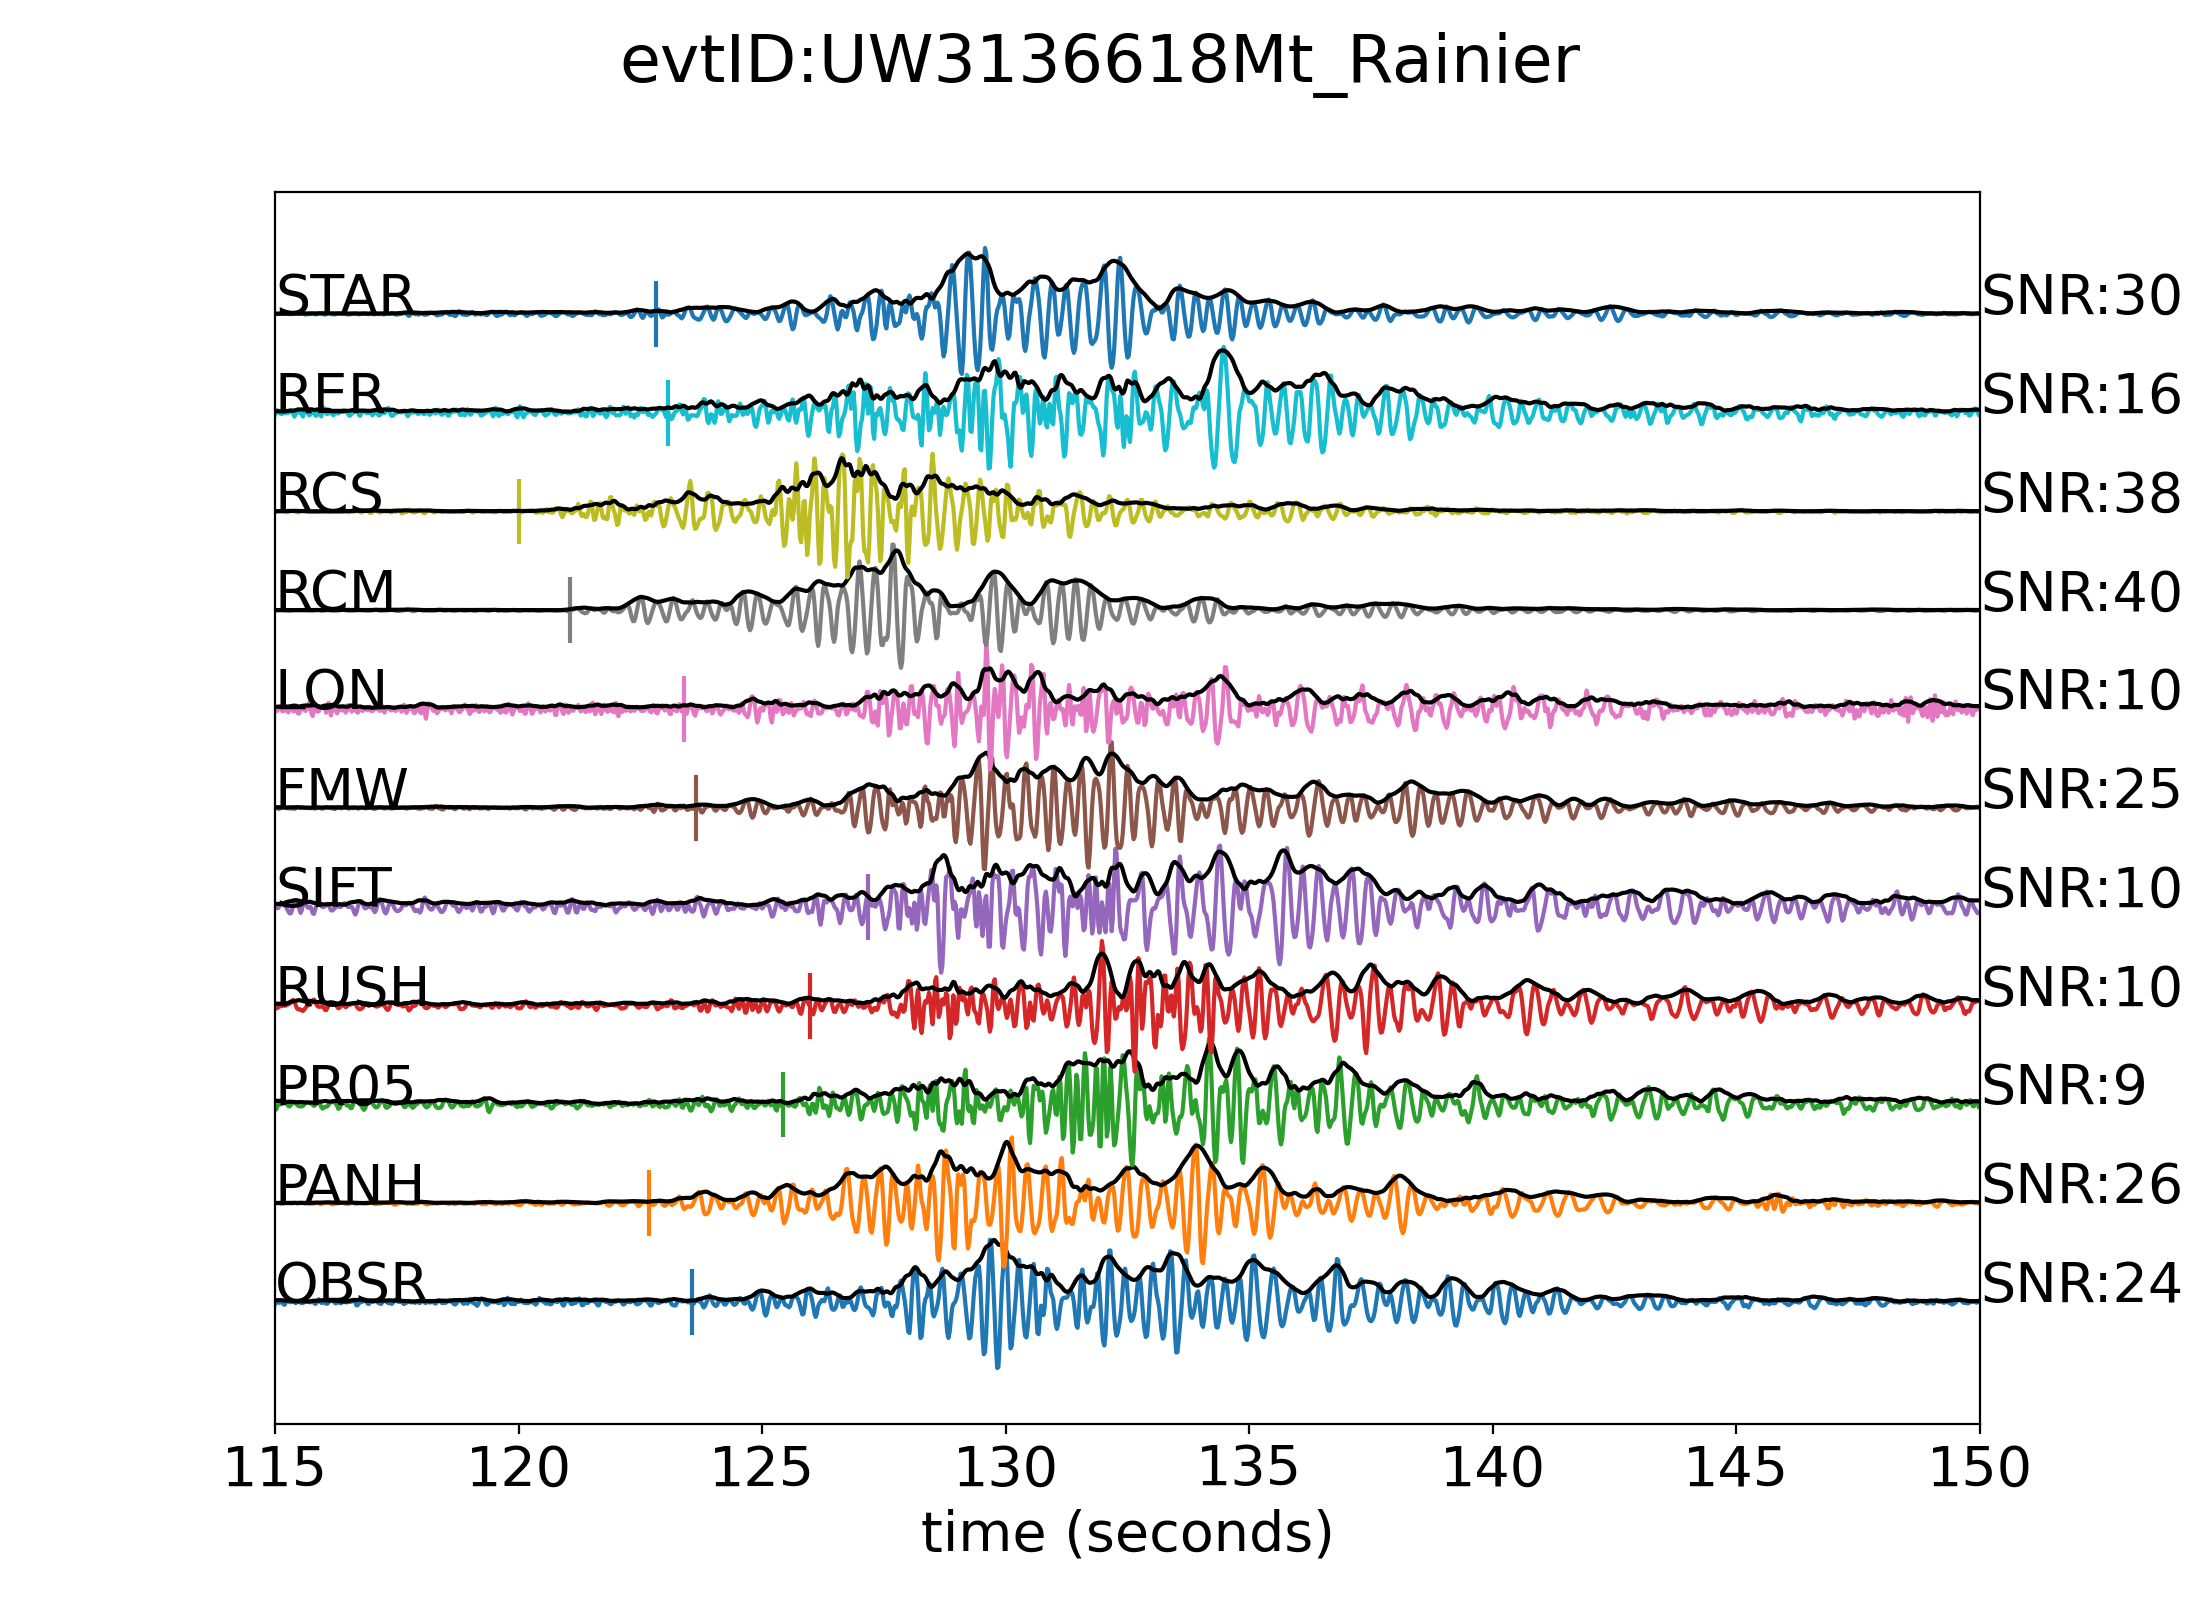 evtID:UW3136618Mt_Rainier
STAR SNR:30
RER SNR:16
RCS SNR:38
RCM SNR:40
LON SNR:10
FMW SNR:25
SIFT SNR:10
RUSH SNR:10
PR05 SNR:9
PANH SNR:26
OBSR SNR:24
115 120 125 130 135 140 145 150
time (seconds)